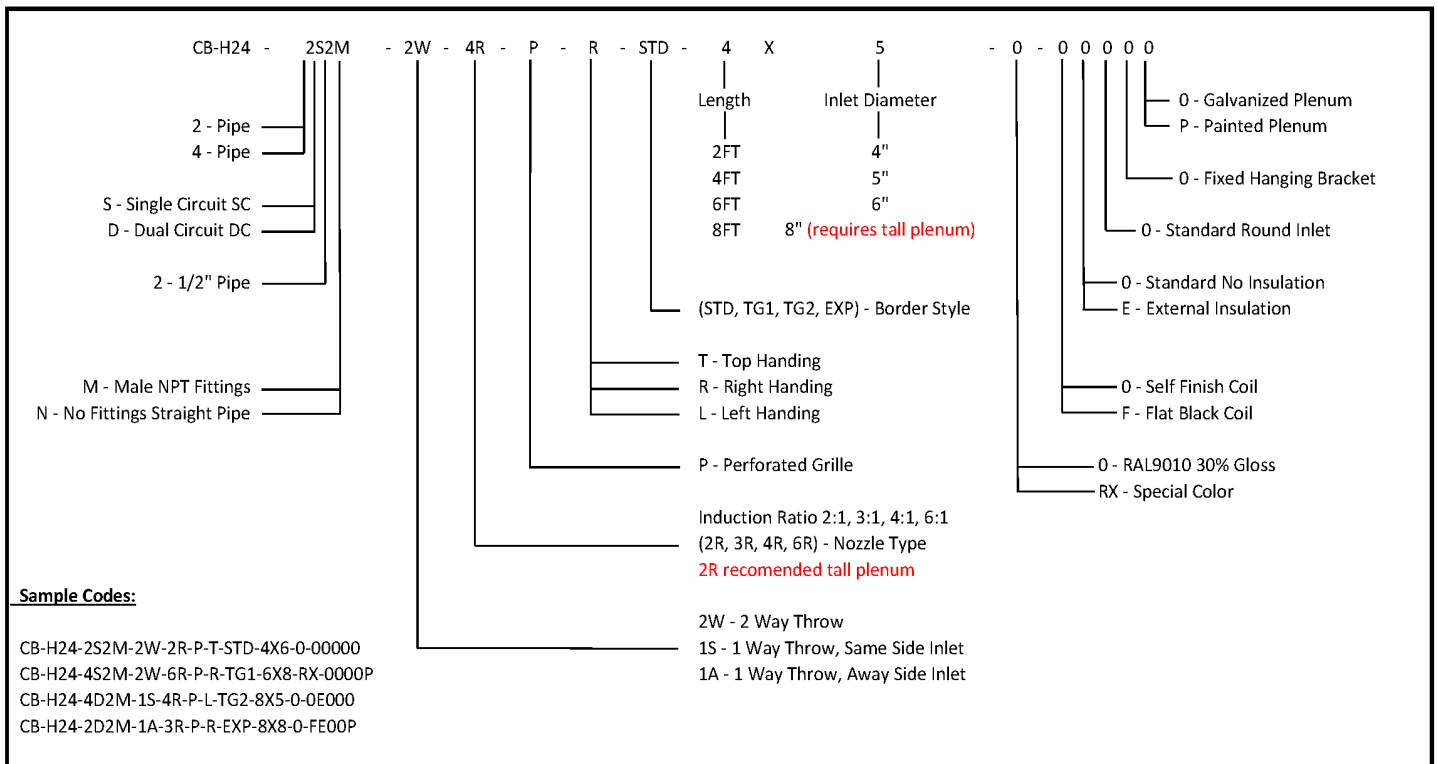 CB-H24 - 2S2M - 2W - 4R - P - R - STD - 4 X 5 - 0 - 0 0 0 0 0
Length Inlet Diameter
2FT 4"
4FT 5"
6FT 6"
8FT 8" (requires tall plenum)
2 - Pipe
4 - Pipe
S - Single Circuit SC
D - Dual Circuit DC
2 - 1/2" Pipe
M - Male NPT Fittings
N - No Fittings Straight Pipe
(STD, TG1, TG2, EXP) - Border Style
T - Top Handing
R - Right Handing
L - Left Handing
P - Perforated Grille
Induction Ratio 2:1, 3:1, 4:1, 6:1
(2R, 3R, 4R, 6R) - Nozzle Type
2R recomended tall plenum
2W - 2 Way Throw
1S - 1 Way Throw, Same Side Inlet
1A - 1 Way Throw, Away Side Inlet
0 - Galvanized Plenum
P - Painted Plenum
0 - Fixed Hanging Bracket
0 - Standard Round Inlet
0 - Standard No Insulation
E - External Insulation
0 - Self Finish Coil
F - Flat Black Coil
0 - RAL9010 30% Gloss
RX - Special Color
Sample Codes:
CB-H24-2S2M-2W-2R-P-T-STD-4X6-0-00000
CB-H24-4S2M-2W-6R-P-R-TG1-6X8-RX-0000P
CB-H24-4D2M-1S-4R-P-L-TG2-8X5-0-0E000
CB-H24-2D2M-1A-3R-P-R-EXP-8X8-0-FE00P